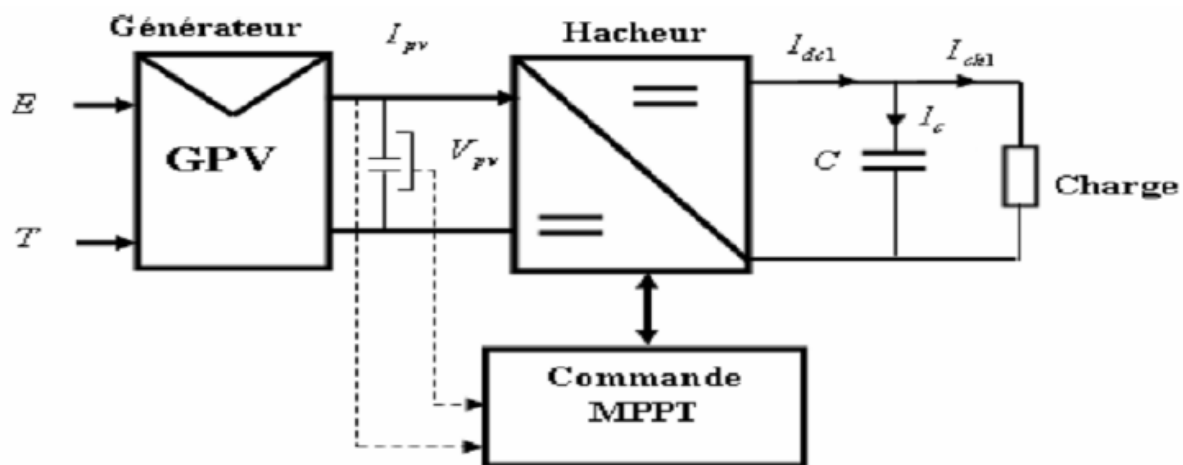 Générateur
I_pv
Hacheur
I_dc1
I_ch1
E
GPV
V_pv
I_c
C
Charge
T
Commande
MPPT